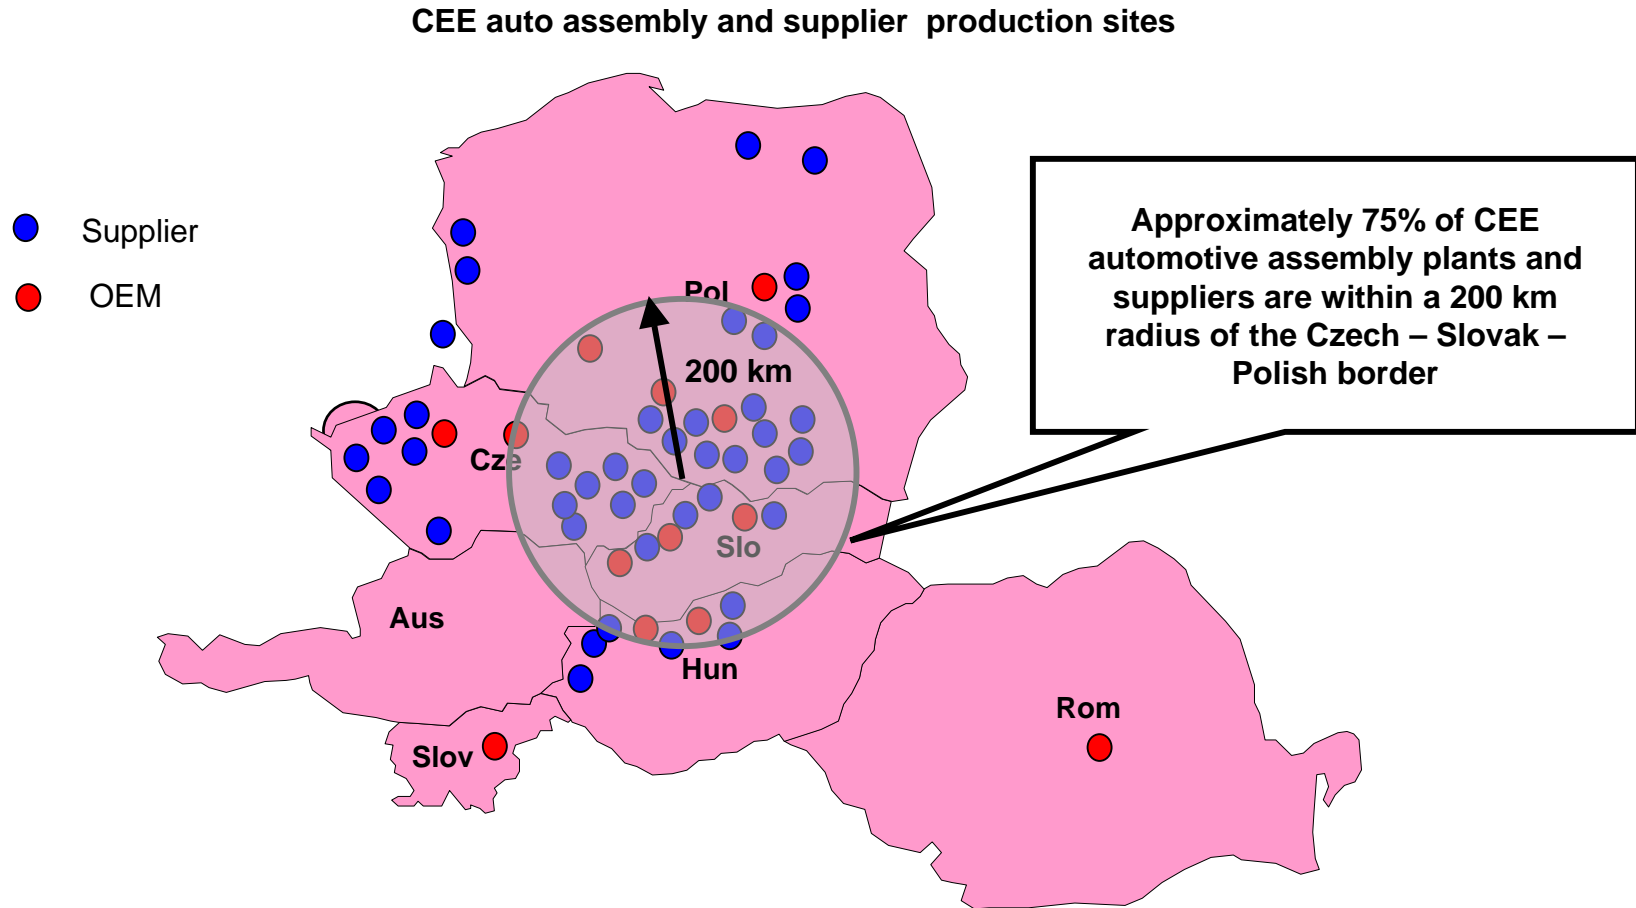 CEE auto assembly and supplier production sites
Supplier
OEM
Approximately 75% of CEE
automotive assembly plants and
suppliers are within a 200 km
radius of the Czech – Slovak –
Polish border
Pol
200 km
Cze
Slo
Aus
Hun
Slov
Rom